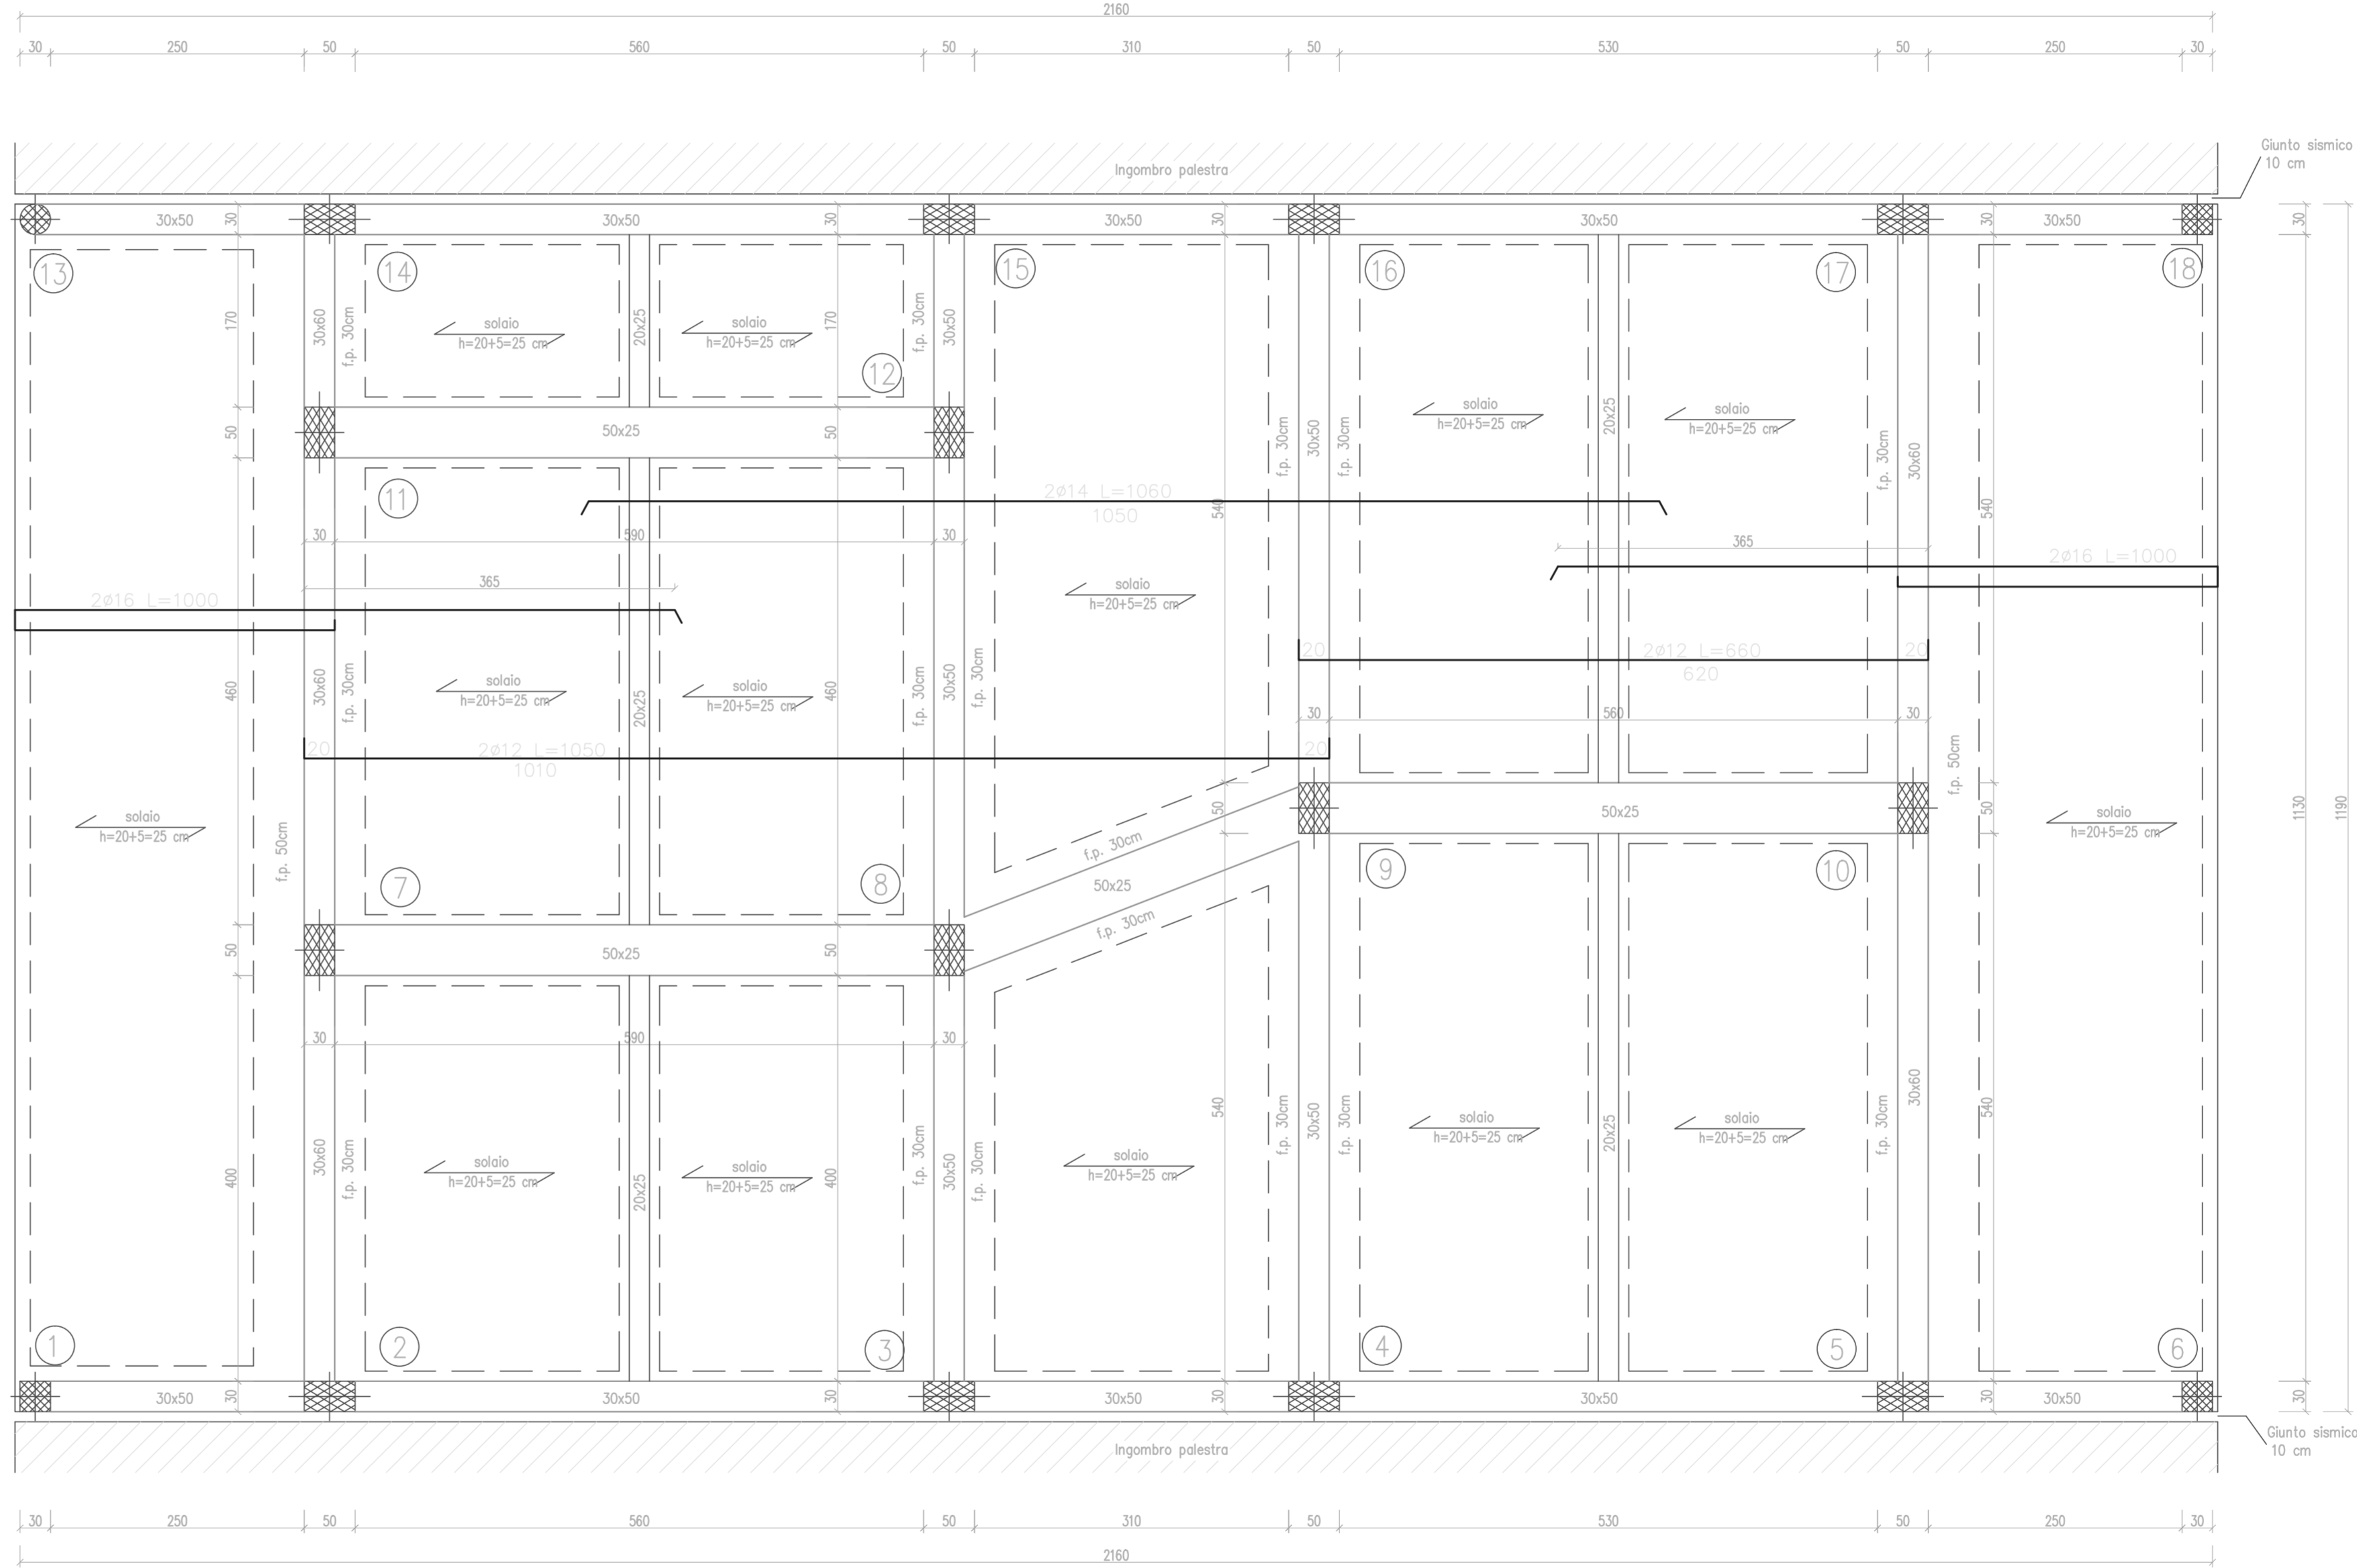 2160
30 250 50 560 50 310 50 530 50 250 30
Giunto sismico
10 cm
Ingombro palestra
30x50 30x50 30x50 30x50 30x50
30 30 30 30 30
13 14 15 16 17 18
170 30x60 f.p. 30cm
solaio
h=20+5=25 cm
20x25
solaio
h=20+5=25 cm
170 f.p. 30cm 30x50
12
solaio
h=20+5=25 cm
20x25
solaio
h=20+5=25 cm
50 50x25 50
f.p. 30cm 30x50 f.p. 30cm
f.p. 30cm 30x60
11
2ø14 L=1060
1050
540 540
30 590 30
365
2ø16 L=1000
365
2ø16 L=1000
solaio
h=20+5=25 cm
20 2ø12 L=660 20
620
460 30x60 f.p. 30cm
solaio
h=20+5=25 cm
20x25
solaio
h=20+5=25 cm
460 f.p. 30cm 30x50 f.p. 30cm
30 560 30
20 2ø12 L=1050 20
1010
f.p. 50cm
1130 1190
solaio
h=20+5=25 cm
f.p. 50cm
50 50x25 50
solaio
h=20+5=25 cm
7 8 9 10
f.p. 30cm
50x25
f.p. 30cm
50 50x25 50
30 590 30
30x60
400 30x60 f.p. 30cm
solaio
h=20+5=25 cm
20x25
solaio
h=20+5=25 cm
400 f.p. 30cm 30x50 f.p. 30cm
solaio
h=20+5=25 cm
540 f.p. 30cm 30x50 f.p. 30cm
solaio
h=20+5=25 cm
20x25
solaio
h=20+5=25 cm
f.p. 30cm 540
1 2 3 4 5 6
30x50 30 30x50 30 30x50 30 30x50 30 30x50 30
Giunto sismico
10 cm
Ingombro palestra
30 250 50 560 50 310 50 530 50 250 30
2160